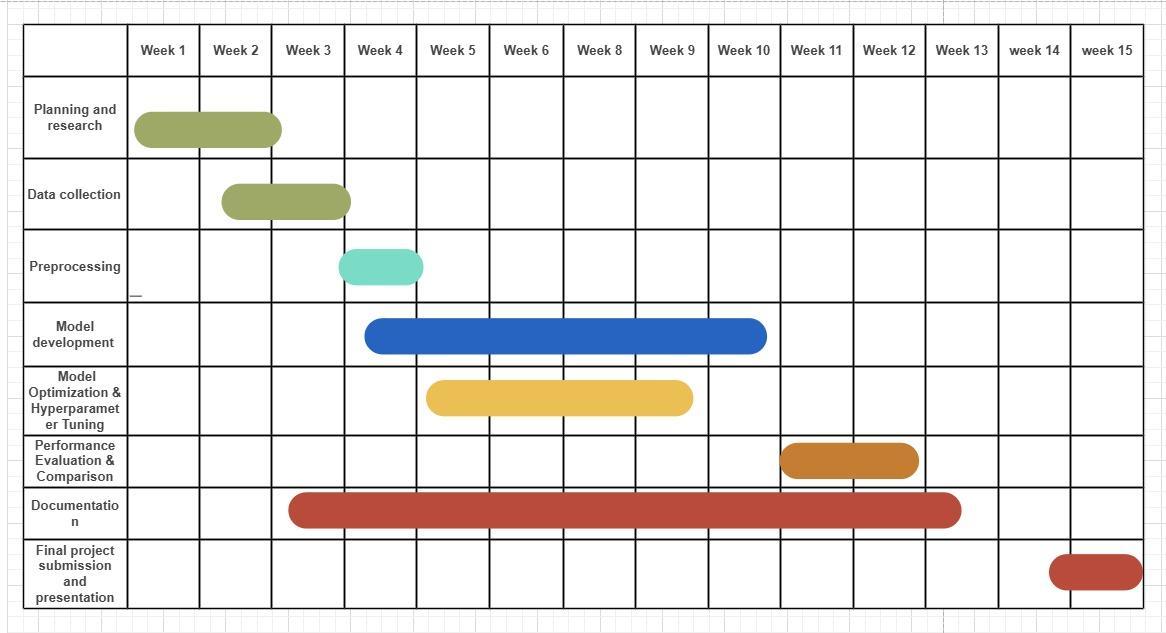 Week 1 Week 2 Week 3 Week 4 Week 5 Week 6 Week 8 Week 9 Week 10 Week 11 Week 12 Week 13 week 14 week 15
Planning and
research
Data collection
Preprocessing
Model
development
Model
Optimization &
Hyperparamet
er Tuning
Performance
Evaluation &
Comparison
Documentatio
n
Final project
submission
and
presentation